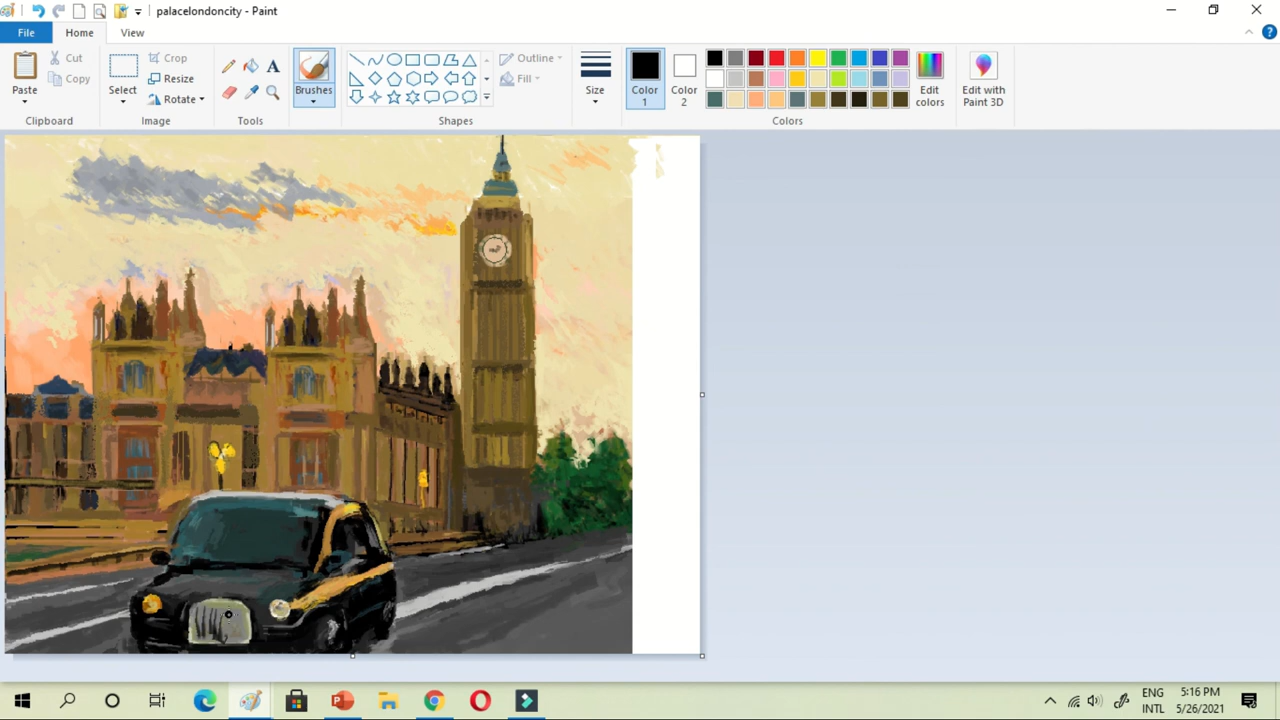 palacelondoncity - Paint
File
Home
View
Paste
Cut
Copy
Clipboard
Select
Crop
Resize
Rotate
Image
Tools
Brushes
Outline
Fill
Shapes
Size
Color 1
Color 2
Edit colors
Colors
Edit with Paint 3D
ENG
INTL
5:16 PM
5/26/2021